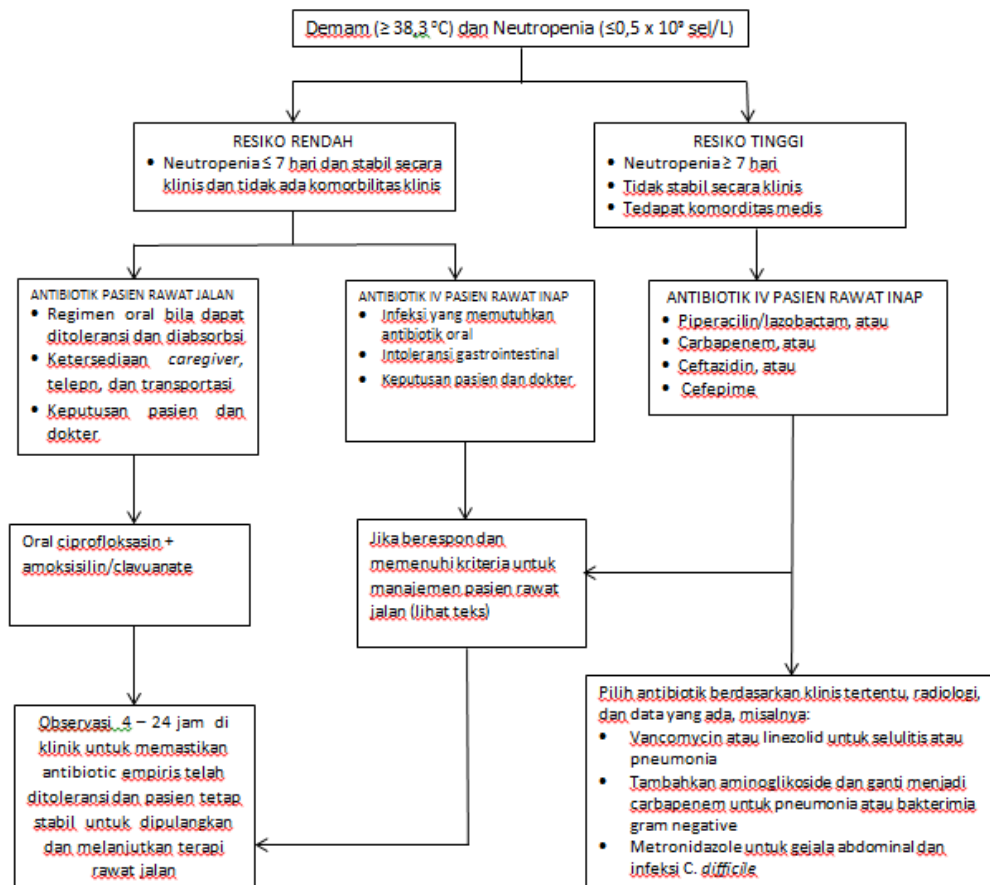 Demam (≥ 38,3 °C) dan Neutropenia (≤0,5 x 10⁹ sel/L)
RESIKO RENDAH
• Neutropenia ≤ 7 hari dan stabil secara
klinis dan tidak ada komorbilitas klinis
RESIKO TINGGI
• Neutropenia ≥ 7 hari
• Tidak stabil secara klinis
• Tedapat komorditas medis
ANTIBIOTIK PASIEN RAWAT JALAN
• Regimen oral bila dapat
ditoleransi dan diabsorbsi
• Ketersediaan caregiver,
telepn, dan transportasi
• Keputusan pasien dan
dokter
ANTIBIOTIK IV PASIEN RAWAT INAP
• Infeksi yang memutuhkan
antibiotik oral
• Intoleransi gastrointestinal
• Keputusan pasien dan dokter
ANTIBIOTIK IV PASIEN RAWAT INAP
• Piperacilin/lazobactam, atau
• Carbapenem, atau
• Ceftazidin, atau
• Cefepime
Oral ciprofloksasin +
amoksisilin/clavuanate
Jika berespon dan
memenuhi kriteria untuk
manajemen pasien rawat
jalan (lihat teks)
Observasi 4 – 24 jam di
klinik untuk memastikan
antibiotic empiris telah
ditoleransi dan pasien tetap
stabil untuk dipulangkan
dan melanjutkan terapi
rawat jalan
Pilih antibiotik berdasarkan klinis tertentu, radiologi,
dan data yang ada, misalnya:
• Vancomycin atau linezolid untuk selulitis atau
pneumonia
• Tambahkan aminoglikoside dan ganti menjadi
carbapenem untuk pneumonia atau bakterimia
gram negative
• Metronidazole untuk gejala abdominal dan
infeksi C. difficile